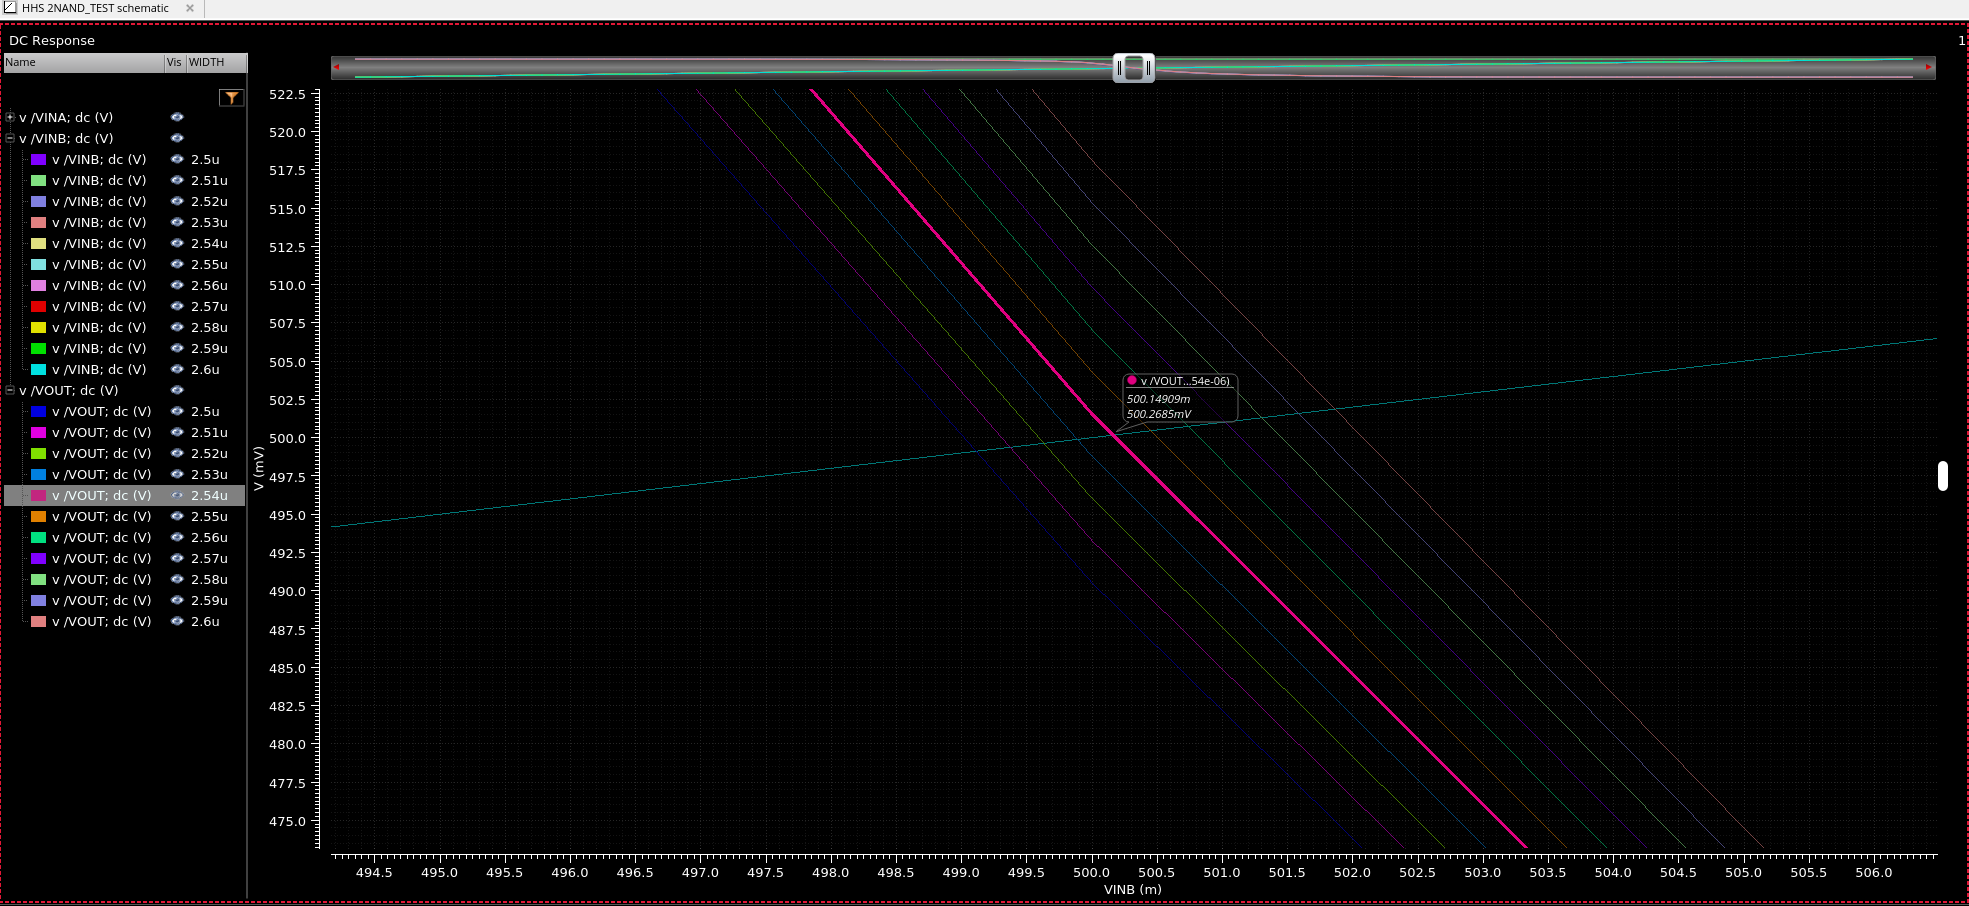 HHS 2NAND_TEST schematic
DC Response
1
Name Vis WIDTH
v /VINA; dc (V)
v /VINB; dc (V)
v /VINB; dc (V) 2.5u
v /VINB; dc (V) 2.51u
v /VINB; dc (V) 2.52u
v /VINB; dc (V) 2.53u
v /VINB; dc (V) 2.54u
v /VINB; dc (V) 2.55u
v /VINB; dc (V) 2.56u
v /VINB; dc (V) 2.57u
v /VINB; dc (V) 2.58u
v /VINB; dc (V) 2.59u
v /VINB; dc (V) 2.6u
v /VOUT; dc (V)
v /VOUT; dc (V) 2.5u
v /VOUT; dc (V) 2.51u
v /VOUT; dc (V) 2.52u
v /VOUT; dc (V) 2.53u
v /VOUT; dc (V) 2.54u
v /VOUT; dc (V) 2.55u
v /VOUT; dc (V) 2.56u
v /VOUT; dc (V) 2.57u
v /VOUT; dc (V) 2.58u
v /VOUT; dc (V) 2.59u
v /VOUT; dc (V) 2.6u
V (mV)
522.5
520.0
517.5
515.0
512.5
510.0
507.5
505.0
502.5
500.0
497.5
495.0
492.5
490.0
487.5
485.0
482.5
480.0
477.5
475.0
v /VOUT...54e-06)
500.14909m
500.2685mV
494.5 495.0 495.5 496.0 496.5 497.0 497.5 498.0 498.5 499.0 499.5 500.0 500.5 501.0 501.5 502.0 502.5 503.0 503.5 504.0 504.5 505.0 505.5 506.0
VINB (m)